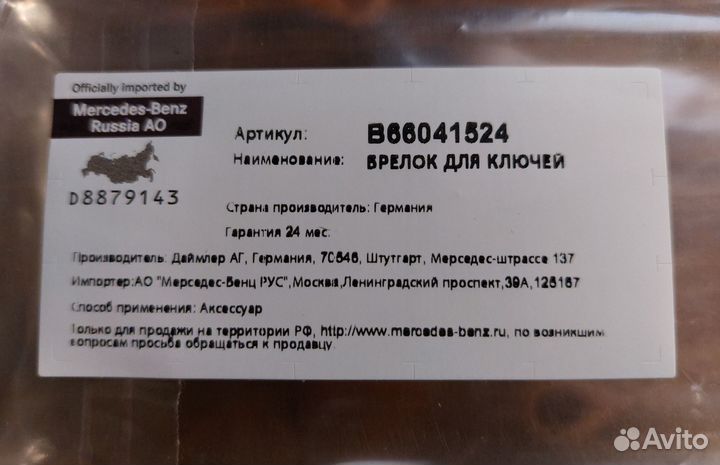 Officially imported by
Mercedes-Benz
Russia AO
D8879143
Артикул: B66041524
Наименование: БРЕЛОК ДЛЯ КЛЮЧЕЙ
Страна производитель: Германия
Гарантия 24 мес.
Производитель: Даймлер АГ, Германия, 70546, Штутгарт, Мерседес-штрассе 137
Импортер:АО "Мерседес-Бенц РУС",Москва,Ленинградский проспект,39А,125167
Способ применения: Аксессуар
Только для продажи на территории РФ, http://www.mercedes-benz.ru, по возникшим
вопросам просьба обращаться к продавцу.
Avito